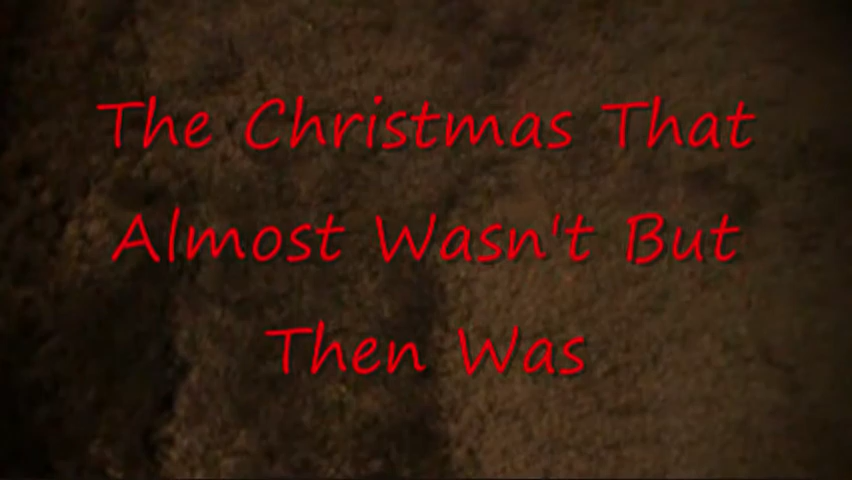 The Christmas That
Almost Wasn't But
Then Was